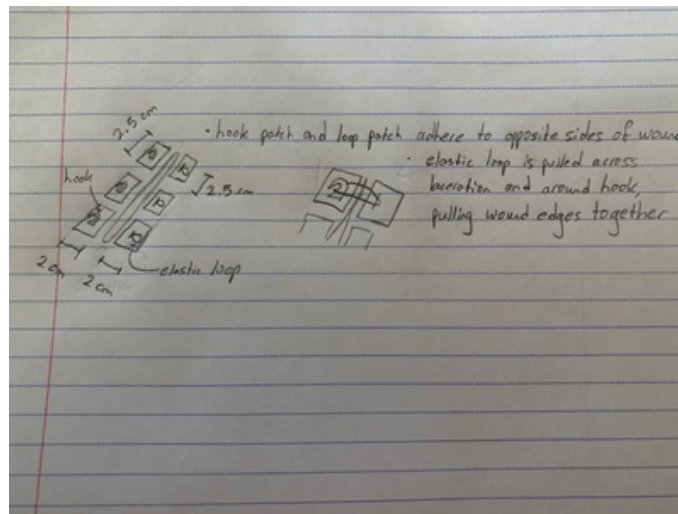 2.5 cm
• hook patch and loop patch adhere to opposite sides of woun
• elastic loop is pulled across
laceration and around hook,
pulling wound edges together
hook
2.5 cm
2 cm
2 cm
elastic loop